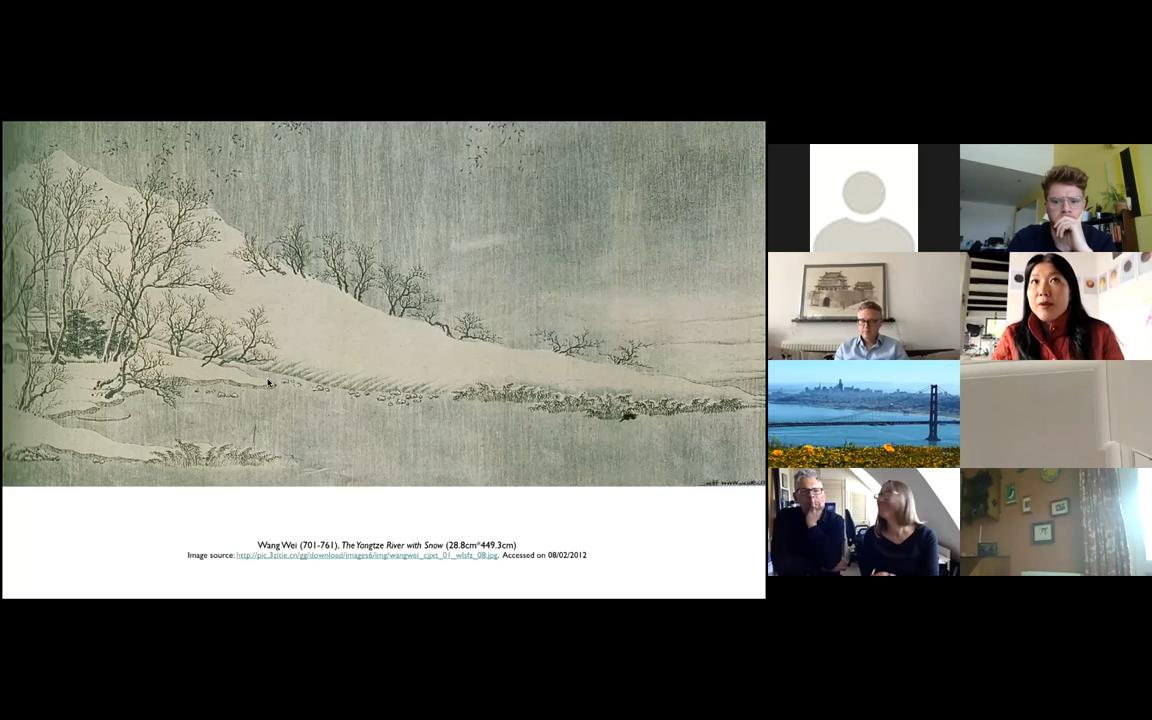 Wang Wei (701-761), The Yangtze River with Snow (28.8cm*449.3cm)
Image source: http://pic.3zitie.cn/gg/download/images6/img/wangwei_cjjxt_01_wlsfz_08.jpg. Accessed on 08/02/2012